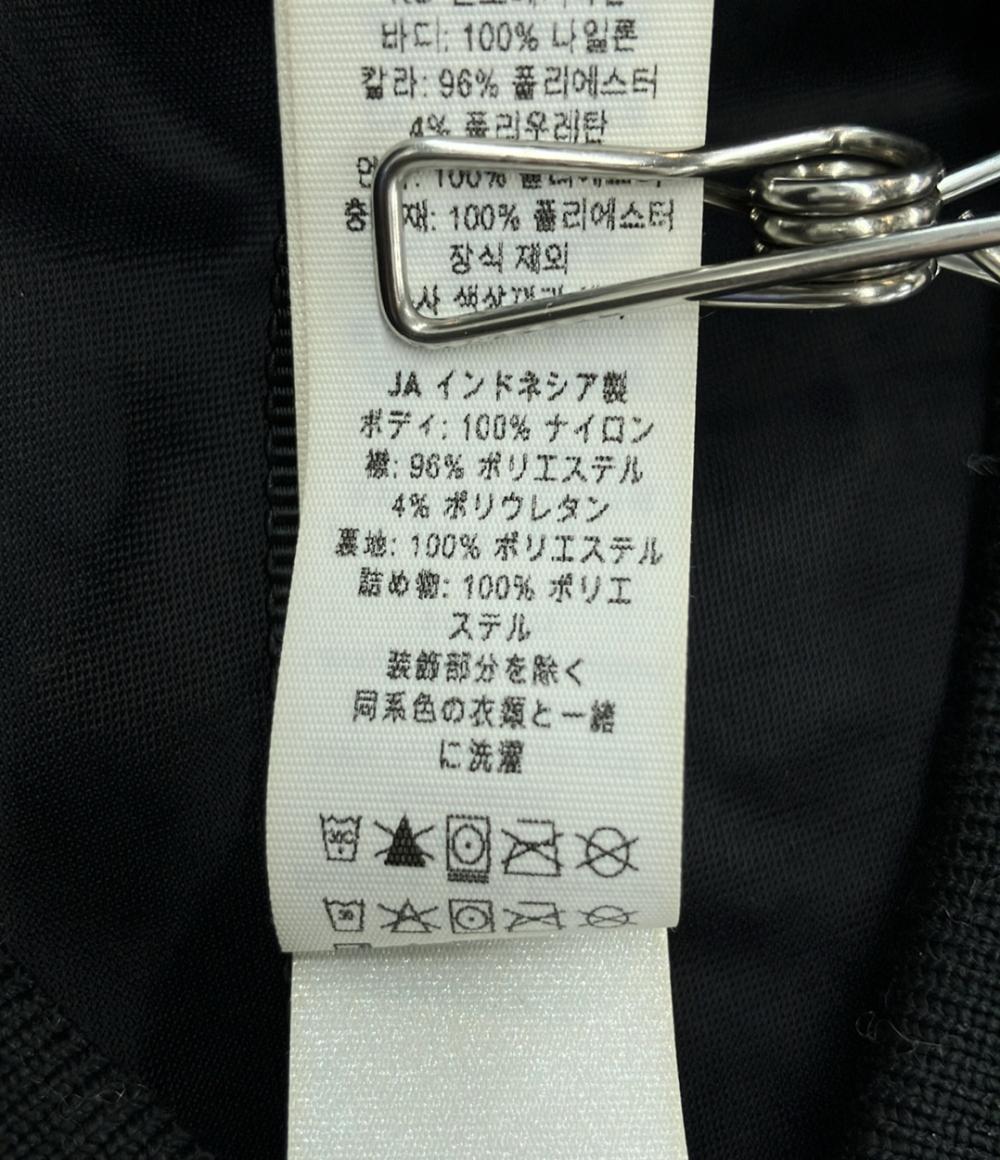 바디: 100% 나일론
칼라: 96% 폴리에스터
4% 폴리우레탄
100%
재: 100% 폴리에스터
장식 제외
JA インドネシア製
ボディ: 100% ナイロン
襟: 96% ポリエステル
4% ポリウレタン
裏地: 100% ポリエステル
詰め物: 100% ポリエ
ステル
装飾部分を除く
同系色の衣類と一緒
に洗濯
30C
30